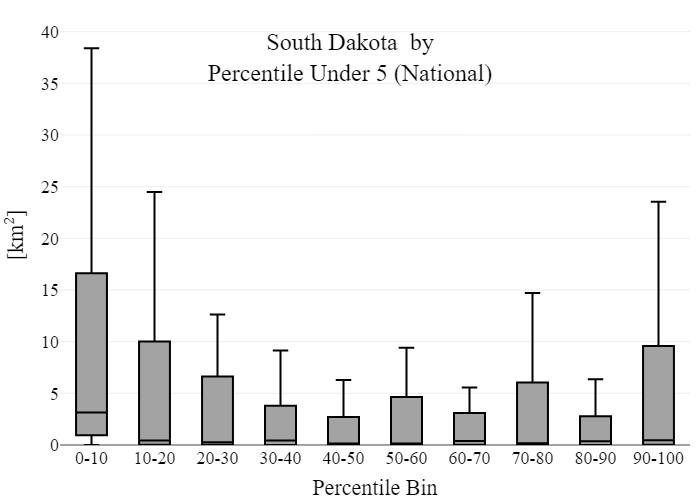 South Dakota  by
Percentile Under 5 (National)
40
35
30
25
20
15
10
5
0
[km²]
0-10 10-20 20-30 30-40 40-50 50-60 60-70 70-80 80-90 90-100
Percentile Bin